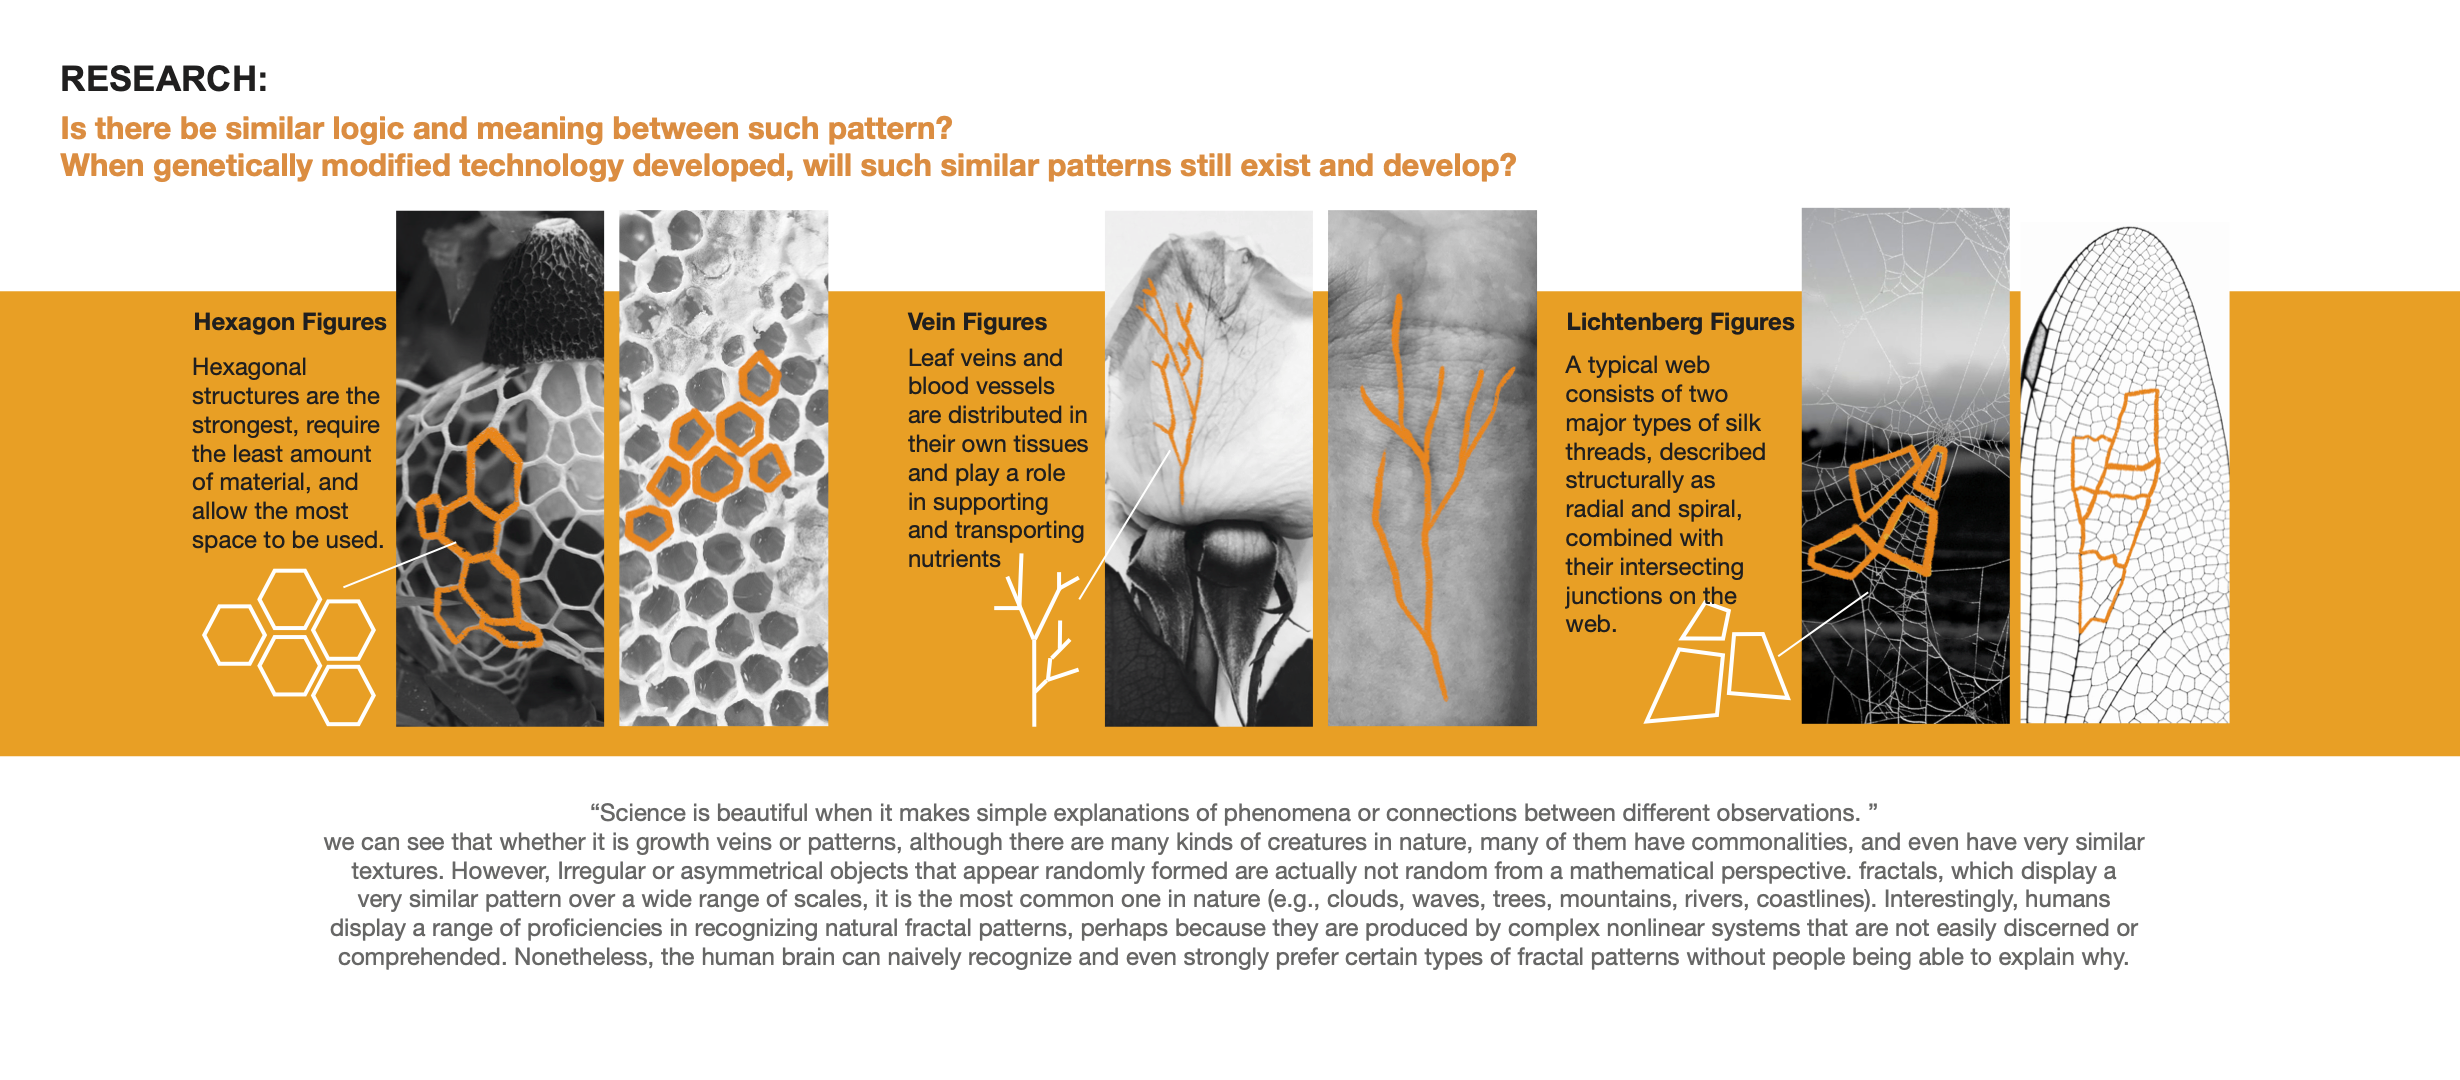 RESEARCH:
Is there be similar logic and meaning between such pattern?
When genetically modified technology developed, will such similar patterns still exist and develop?
Hexagon Figures
Hexagonal
structures are the
strongest, require
the least amount
of material, and
allow the most
space to be used.
Vein Figures
Leaf veins and
blood vessels
are distributed in
their own tissues
and play a role
in supporting
and transporting
nutrients
Lichtenberg Figures
A typical web
consists of two
major types of silk
threads, described
structurally as
radial and spiral,
combined with
their intersecting
junctions on the
web.
“Science is beautiful when it makes simple explanations of phenomena or connections between different observations. ”
we can see that whether it is growth veins or patterns, although there are many kinds of creatures in nature, many of them have commonalities, and even have very similar
textures. However, Irregular or asymmetrical objects that appear randomly formed are actually not random from a mathematical perspective. fractals, which display a
very similar pattern over a wide range of scales, it is the most common one in nature (e.g., clouds, waves, trees, mountains, rivers, coastlines). Interestingly, humans
display a range of proficiencies in recognizing natural fractal patterns, perhaps because they are produced by complex nonlinear systems that are not easily discerned or
comprehended. Nonetheless, the human brain can naively recognize and even strongly prefer certain types of fractal patterns without people being able to explain why.